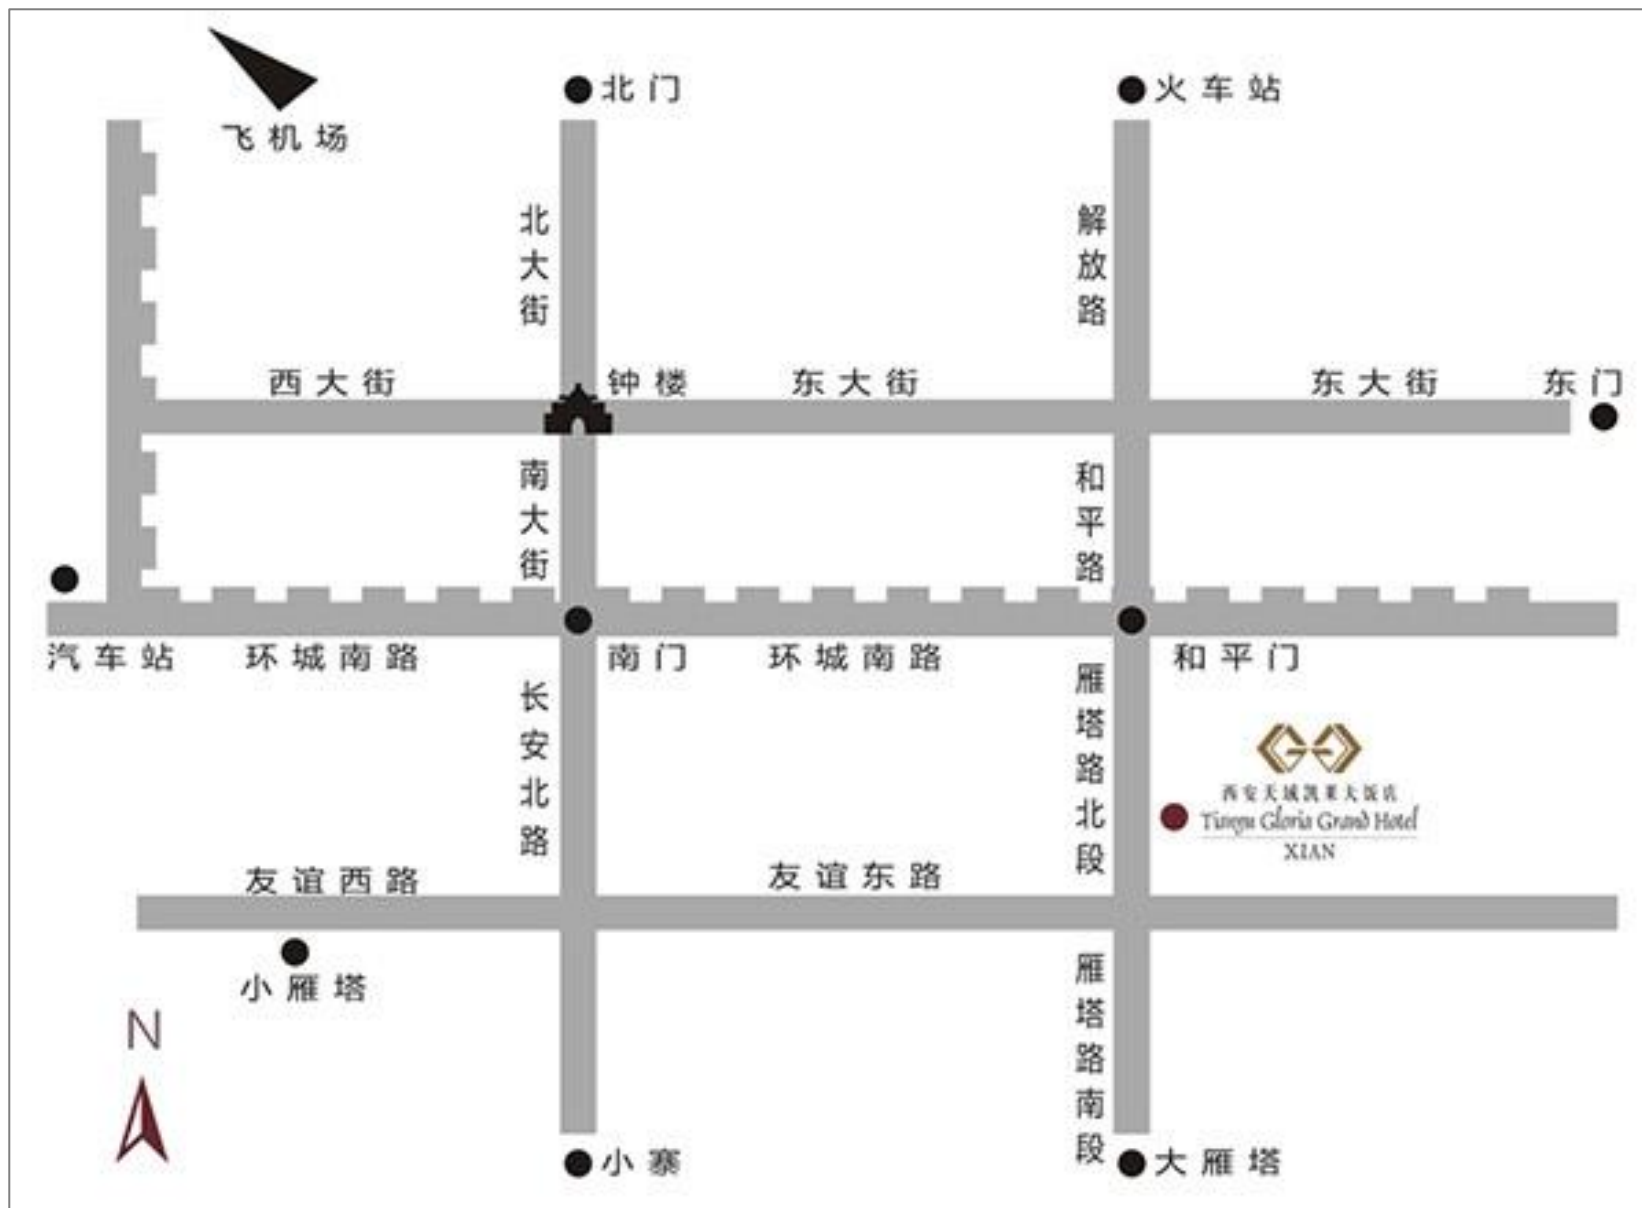 北门
火车站
飞机场
北大街
解放路
西大街
钟楼
东大街
东大街
东门
南大街
和平路
汽车站
环城南路
南门
环城南路
和平门
长安北路
雁塔路北段
西安天域凯莱大饭店
Tianyu Gloria Grand Hotel
XIAN
友谊西路
友谊东路
小雁塔
雁塔路南段
N
小寨
大雁塔